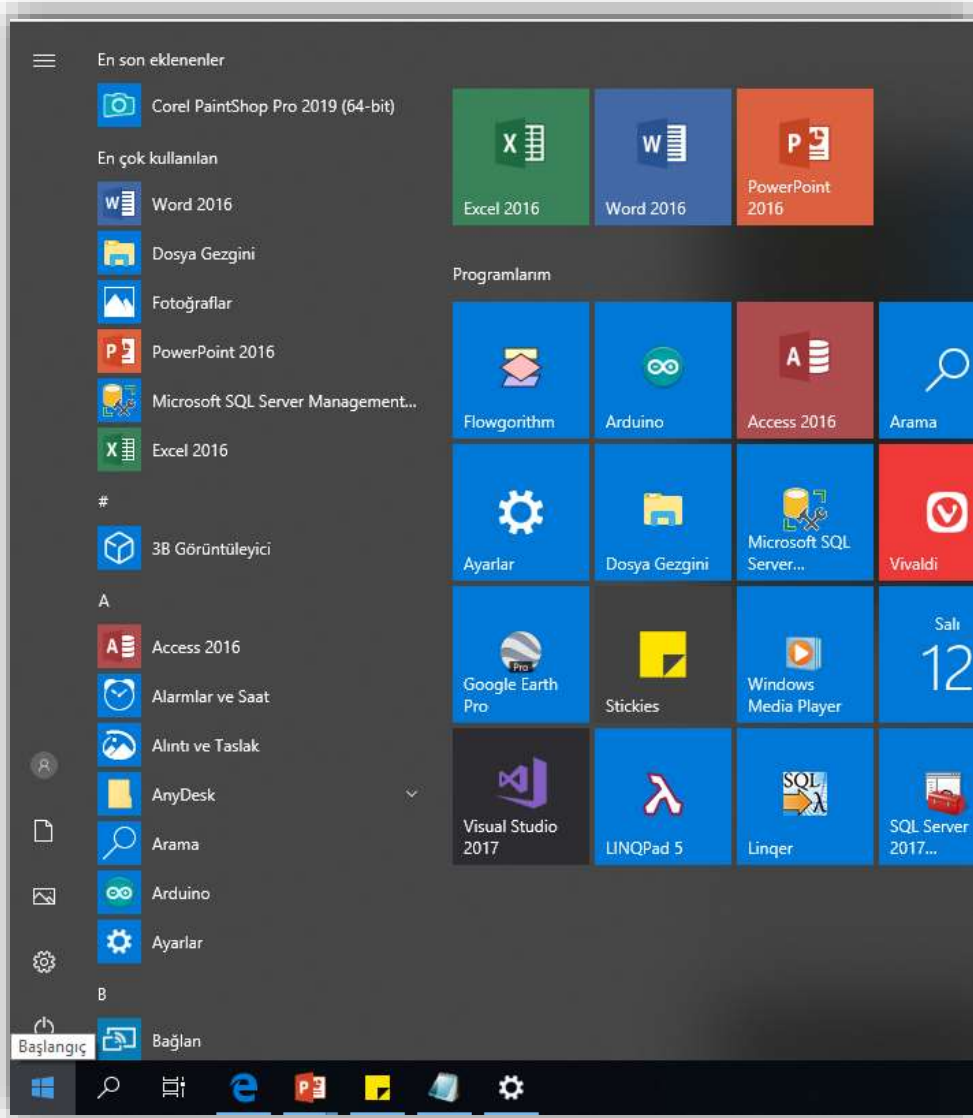 En son eklenenler
Corel PaintShop Pro 2019 (64-bit)
En çok kullanılan
Word 2016
Dosya Gezgini
Fotoğraflar
PowerPoint 2016
Microsoft SQL Server Management...
Excel 2016
#
3B Görüntüleyici
A
Access 2016
Alarmlar ve Saat
Alıntı ve Taslak
AnyDesk
Arama
Arduino
Ayarlar
B
Bağlan
Başlangıç
Excel 2016
Word 2016
PowerPoint
2016
Programlarım
Flowgorithm
Arduino
Access 2016
Arama
Ayarlar
Dosya Gezgini
Microsoft SQL
Server...
Vivaldi
Google Earth
Pro
Stickies
Windows
Media Player
Salı
12
Visual Studio
2017
LINQPad 5
SQL
Linqer
SQL Server
2017...